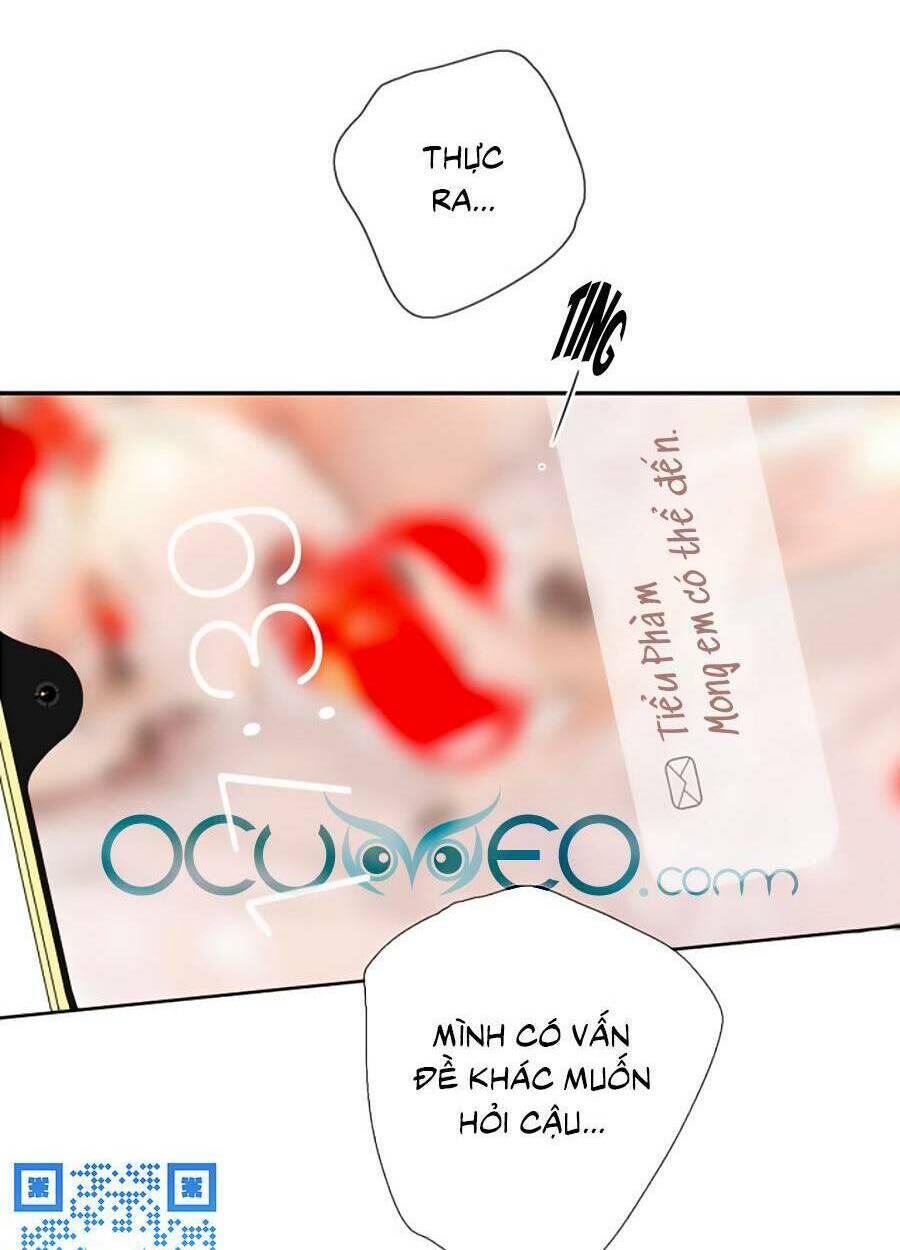 THỰC
RA...
TING
17:39
Tiểu Phàm
Mong em có thể đến.
OCUMEO.com
MÌNH CÓ VẤN
ĐỀ KHÁC MUỐN
HỎI CẬU...